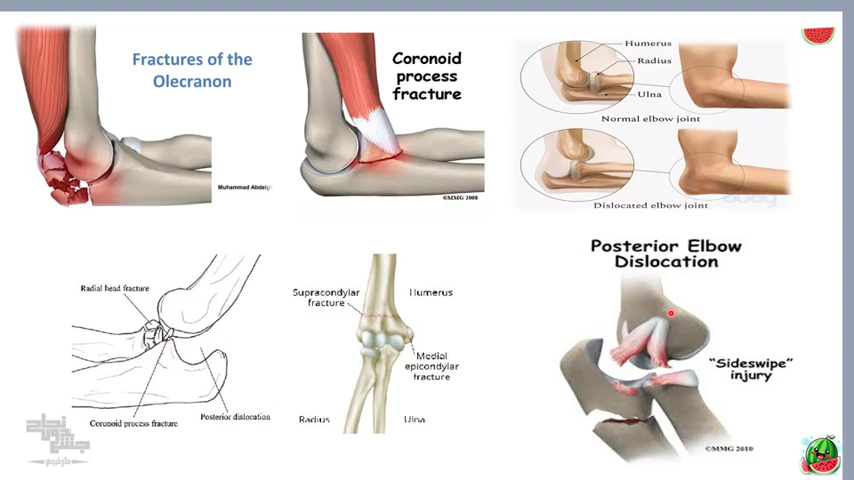 Fractures of the
Olecranon
Coronoid
process
fracture
Humerus
Radius
Ulna
Normal elbow joint
Muhammad Abdelg
©MMG 2008
Dislocated elbow joint
Posterior Elbow
Dislocation
Radial head fracture
Supracondylar
fracture
Humerus
Medial
epicondylar
fracture
"Sideswipe"
injury
Posterior dislocation
Coronoid process fracture
Radius
Ulna
©MMG 2010